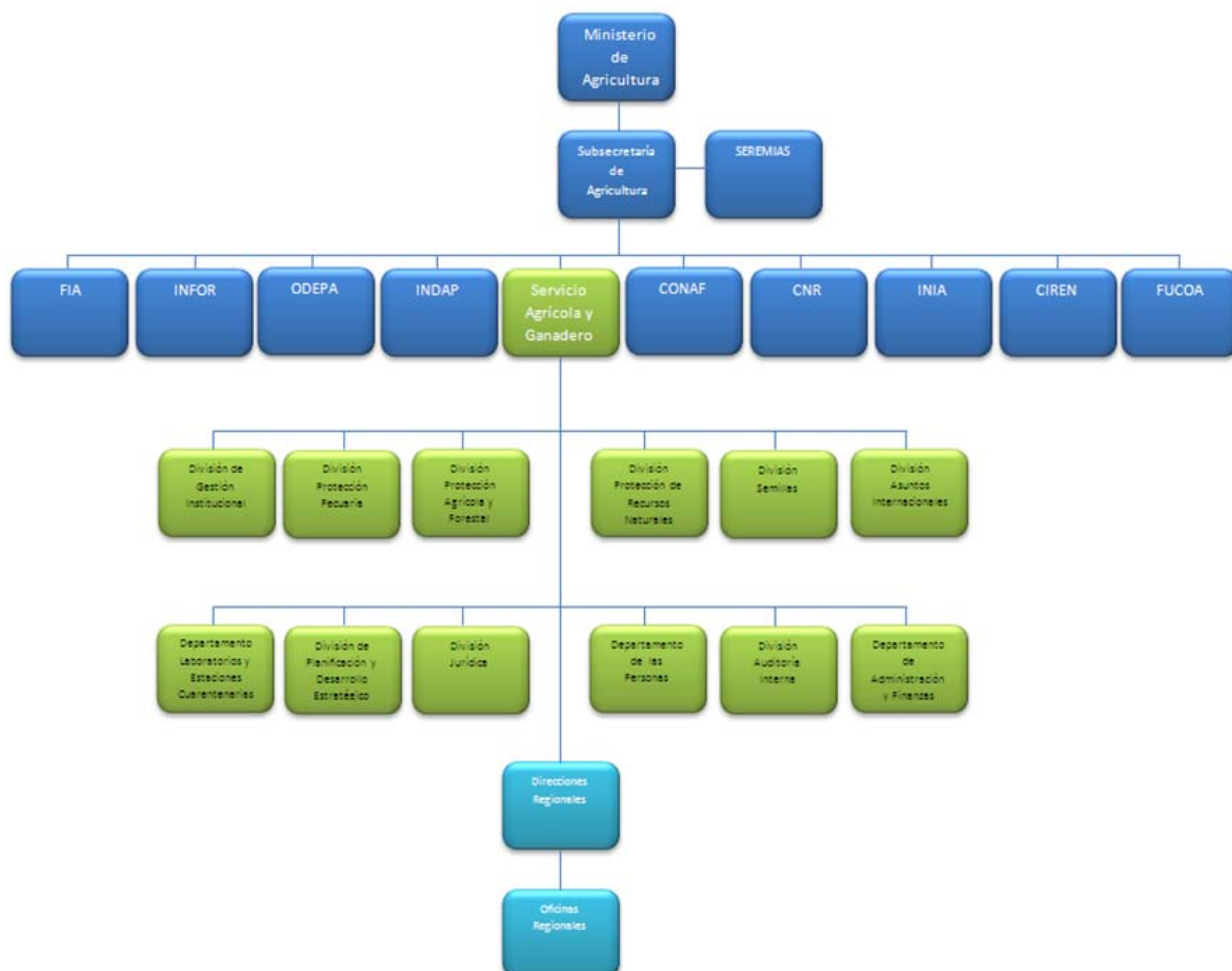 Ministerio
de
Agricultura
Subsecretaría
de
Agricultura
SEREMIAS
FIA
INFOR
ODEPA
INDAP
Servicio
Agrícola y
Ganadero
CONAF
CNR
INIA
CIREN
FUCOA
División de
Gestión
Institucional
División
Protección
Pecuaria
División
Protección
Agrícola y
Forestal
División
Protección de
Recursos
Naturales
División
Semillas
División
Asuntos
Internacionales
Departamento
Laboratorios y
Estaciones
Cuarentenarias
División de
Planificación y
Desarrollo
Estratégico
División
Jurídica
Departamento
de las
Personas
División
Auditoría
Interna
Departamento
de
Administración
y Finanzas
Direcciones
Regionales
Oficinas
Regionales